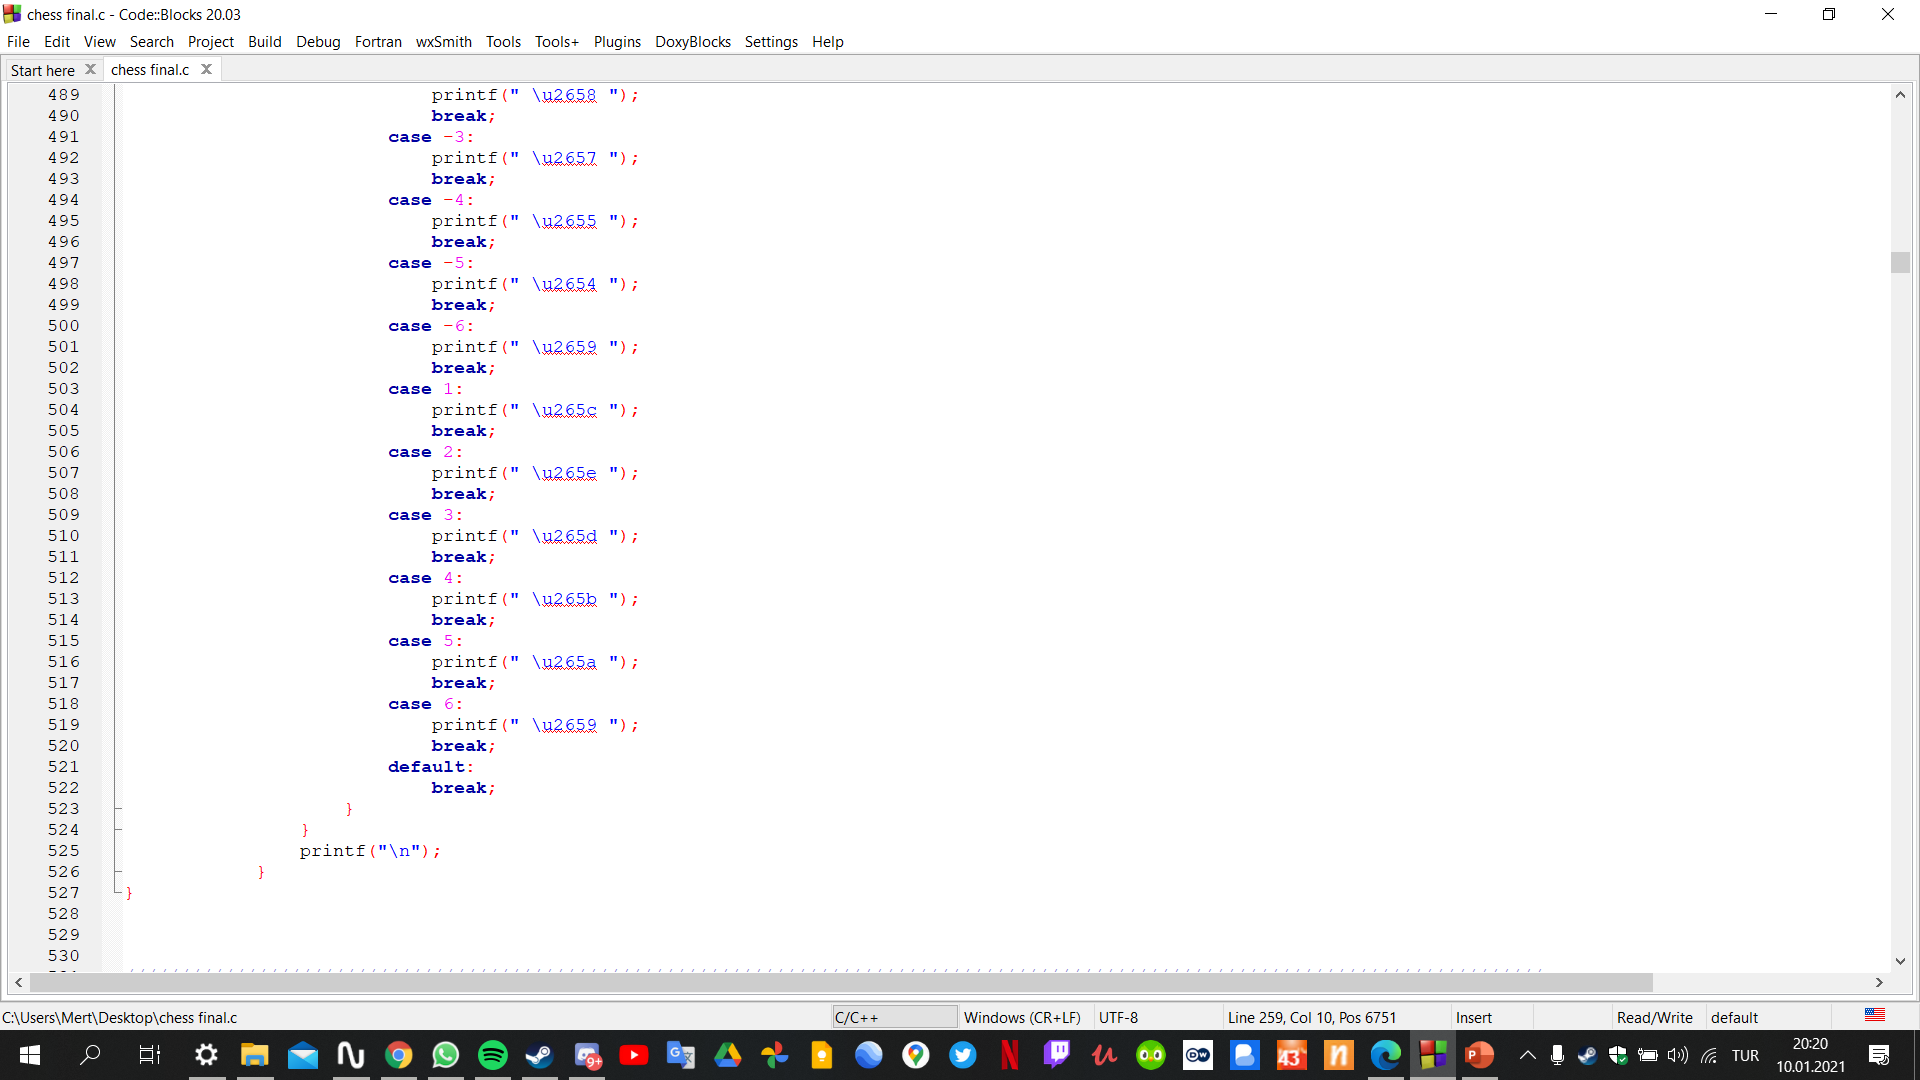 chess final.c - Code::Blocks 20.03
File Edit View Search Project Build Debug Fortran wxSmith Tools Tools+ Plugins DoxyBlocks Settings Help
Start here chess final.c
489 printf(" \u2658 ");
490 break;
491 case -3:
492 printf(" \u2657 ");
493 break;
494 case -4:
495 printf(" \u2655 ");
496 break;
497 case -5:
498 printf(" \u2654 ");
499 break;
500 case -6:
501 printf(" \u2659 ");
502 break;
503 case 1:
504 printf(" \u265c ");
505 break;
506 case 2:
507 printf(" \u265e ");
508 break;
509 case 3:
510 printf(" \u265d ");
511 break;
512 case 4:
513 printf(" \u265b ");
514 break;
515 case 5:
516 printf(" \u265a ");
517 break;
518 case 6:
519 printf(" \u2659 ");
520 break;
521 default:
522 break;
523 }
524 }
525 printf("\n");
526 }
527 }
528
529
530
C:\Users\Mert\Desktop\chess final.c C/C++ Windows (CR+LF) UTF-8 Line 259, Col 10, Pos 6751 Insert Read/Write default
9+ 43 TUR 20:20
10.01.2021